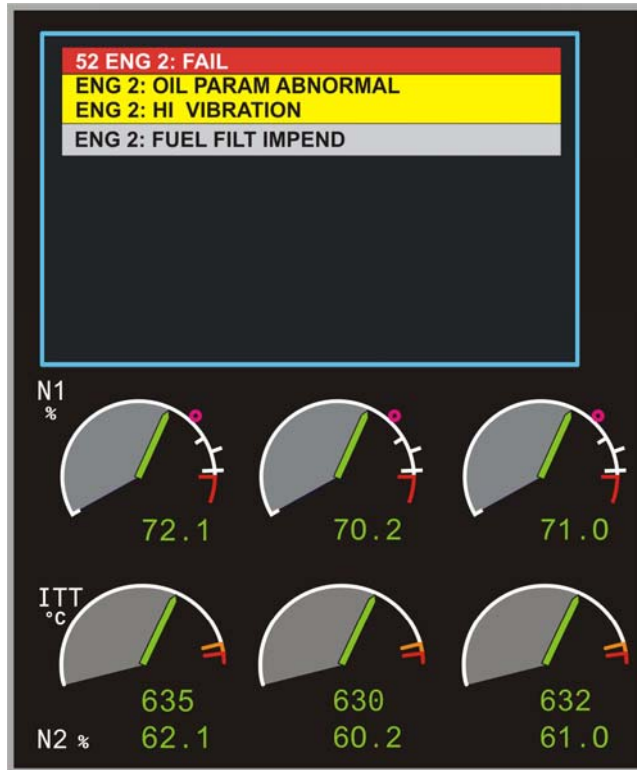 52 ENG 2: FAIL
ENG 2: OIL PARAM ABNORMAL
ENG 2: HI VIBRATION
ENG 2: FUEL FILT IMPEND
N1
%
72.1 70.2 71.0
ITT
°C
635 630 632
N2 % 62.1 60.2 61.0